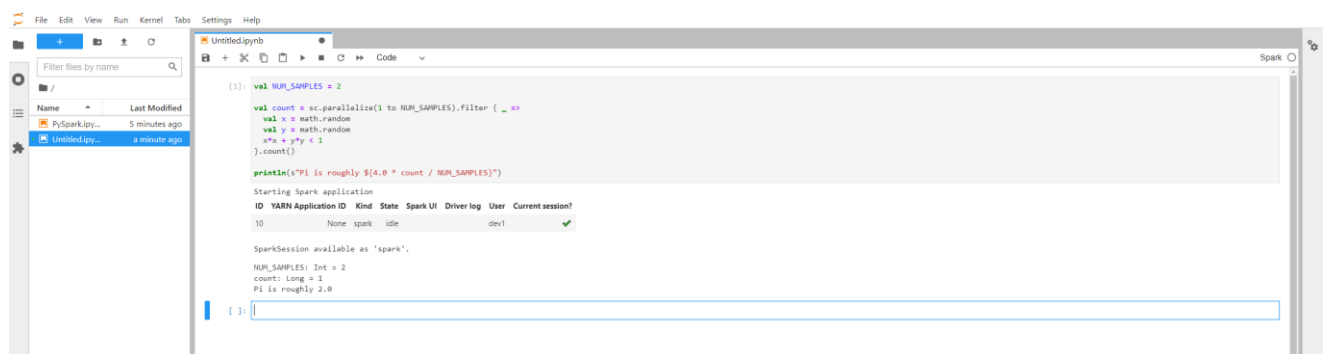 File Edit View Run Kernel Tabs Settings Help
Untitled.ipynb
Filter files by name
/
Name Last Modified
PySpark.ipy... 5 minutes ago
Untitled.ipy... a minute ago
Code
Spark
[1]: val NUM_SAMPLES = 2
val count = sc.parallelize(1 to NUM_SAMPLES).filter { _ =>
val x = math.random
val y = math.random
x*x + y*y < 1
}.count()
println(s"Pi is roughly ${4.0 * count / NUM_SAMPLES}")
Starting Spark application
ID YARN Application ID Kind State Spark UI Driver log User Current session?
10 None spark idle dev1 ✔
SparkSession available as 'spark'.
NUM_SAMPLES: Int = 2
count: Long = 1
Pi is roughly 2.0
[ ]: